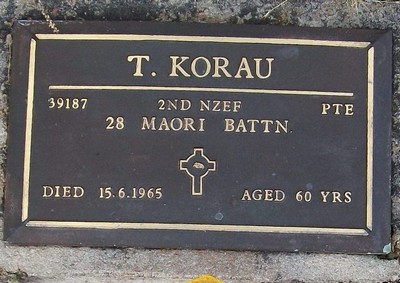 T. KORAU
39187 2ND NZEF PTE
28 MAORI BATTN.
DIED 15.6.1965 AGED 60 YRS